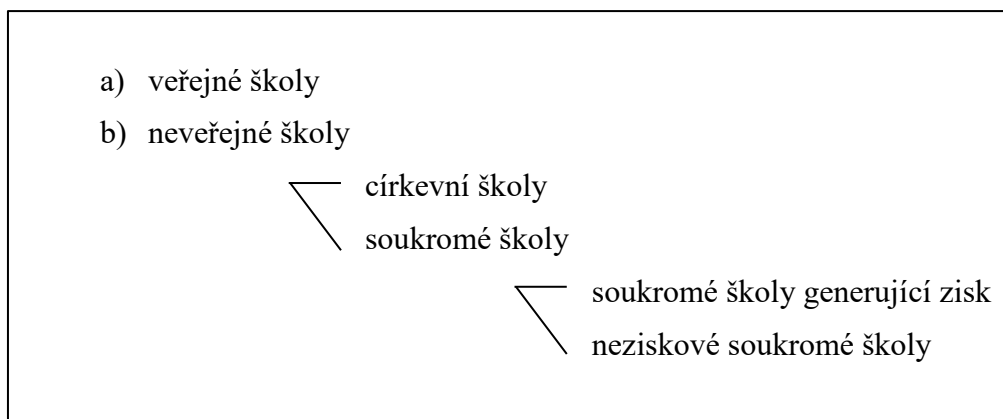 a) veřejné školy
b) neveřejné školy
církevní školy
soukromé školy
soukromé školy generující zisk
neziskové soukromé školy